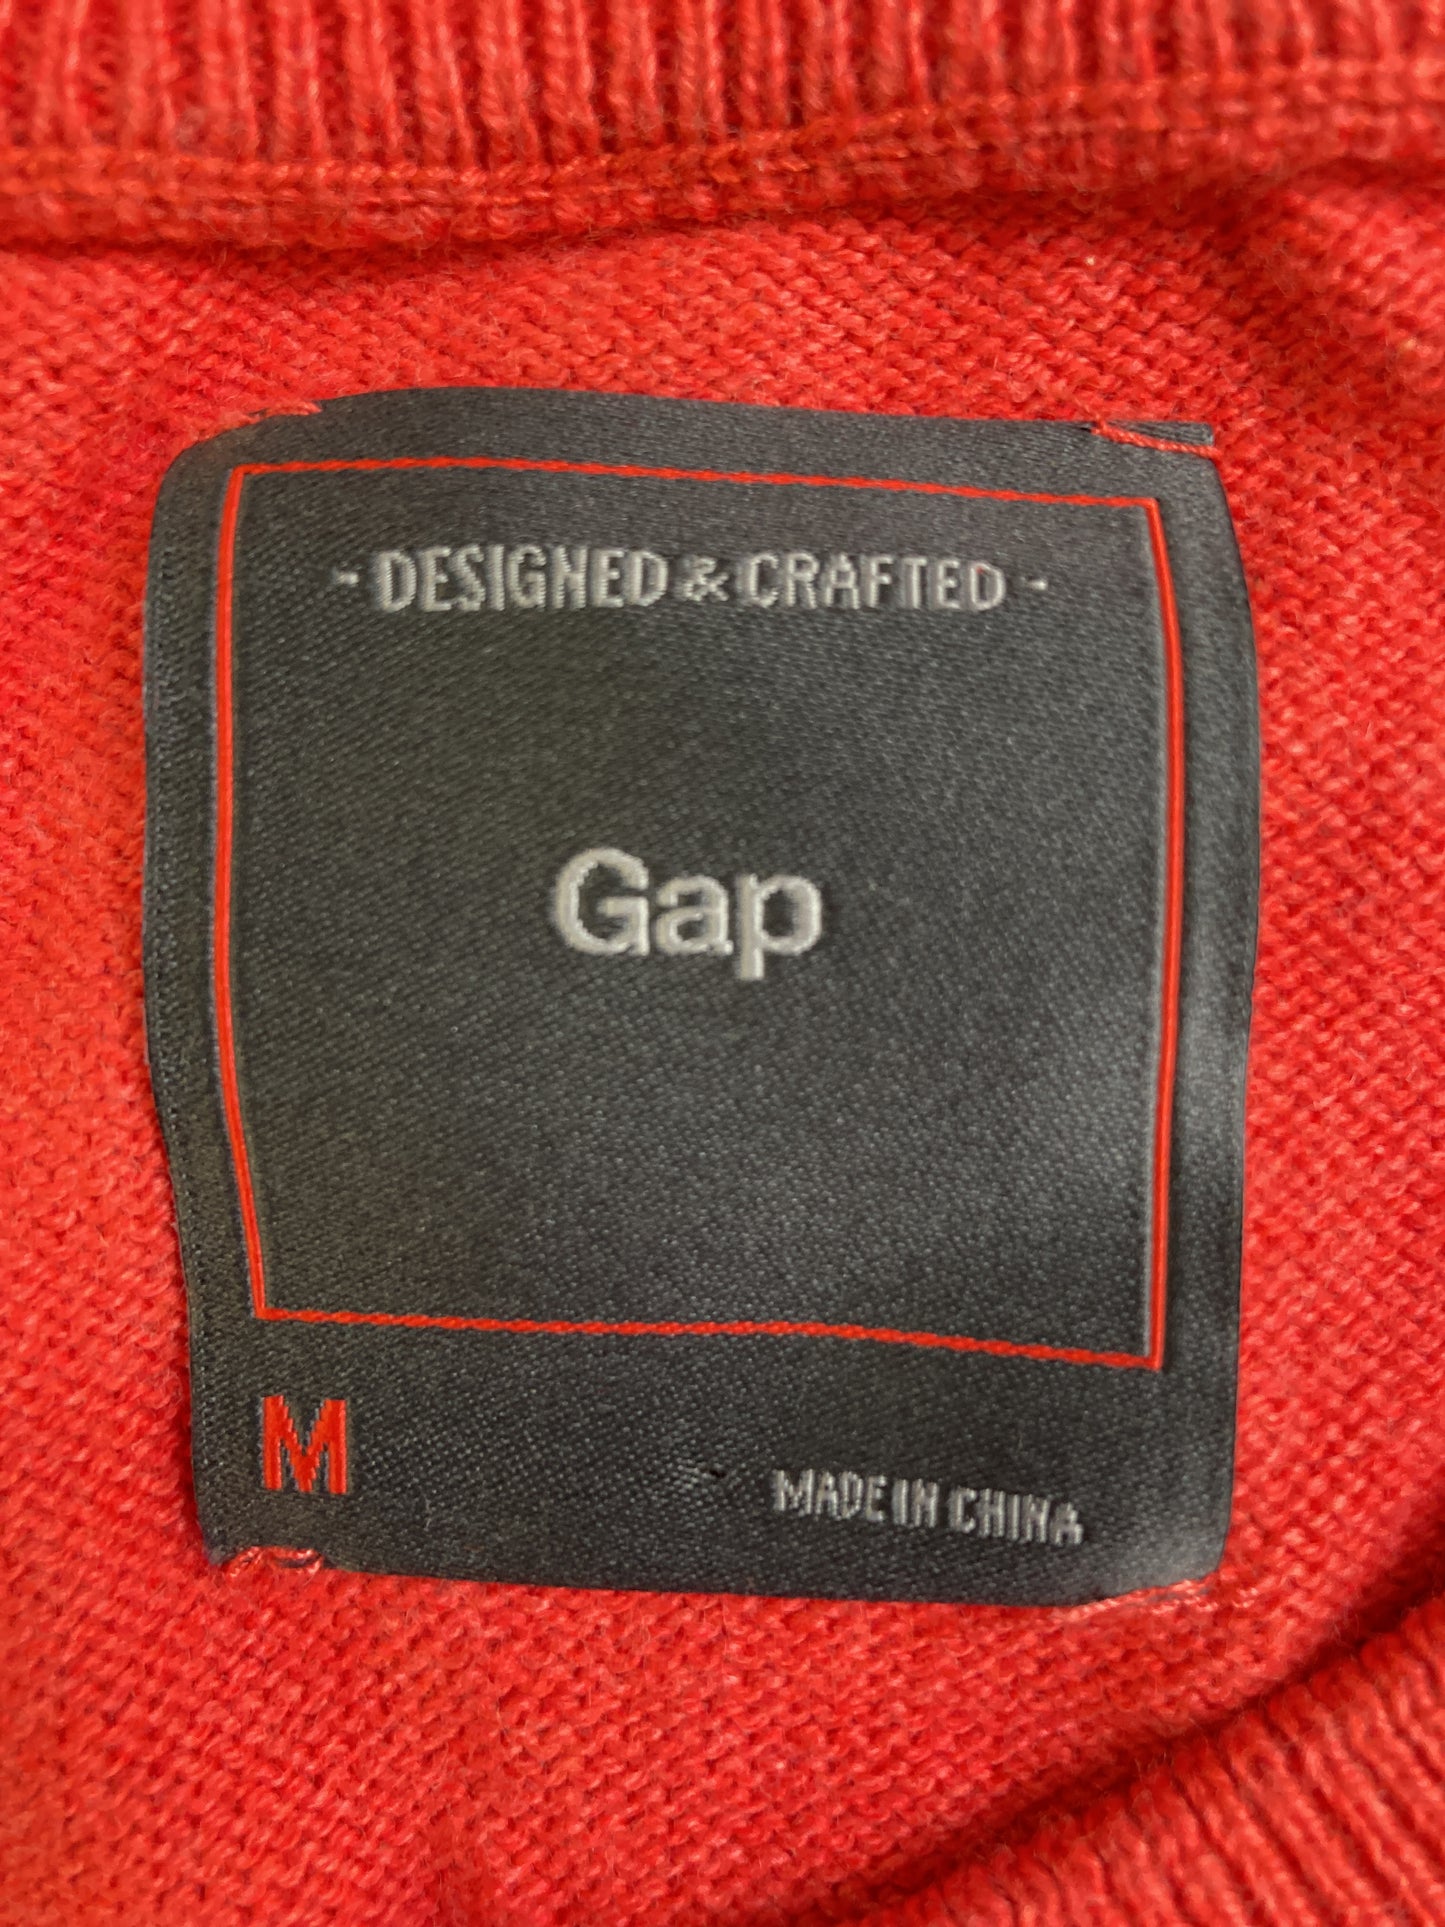 - DESIGNED & CRAFTED -
Gap
M
MADE IN CHINA